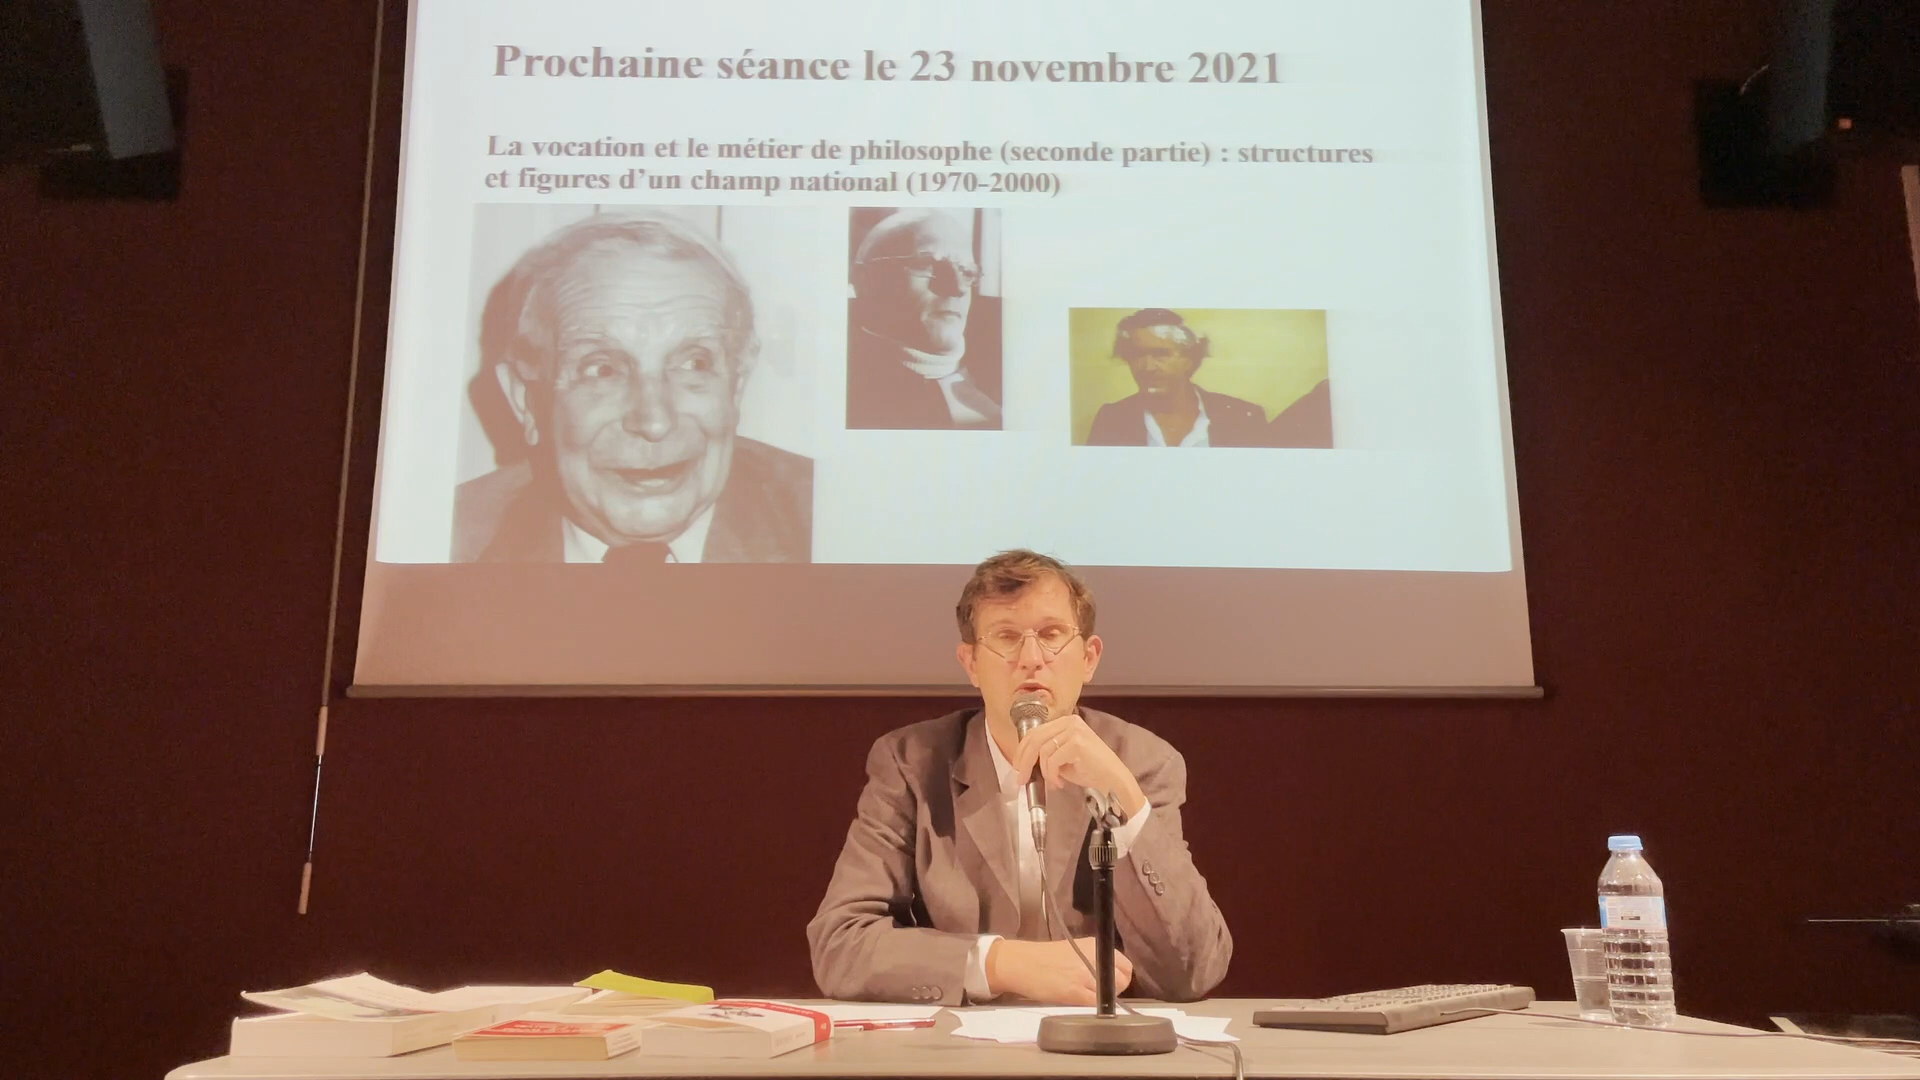 Prochaine séance le 23 novembre 2021
La vocation et le métier de philosophe (seconde partie) : structures
et figures d’un champ national (1970-2000)